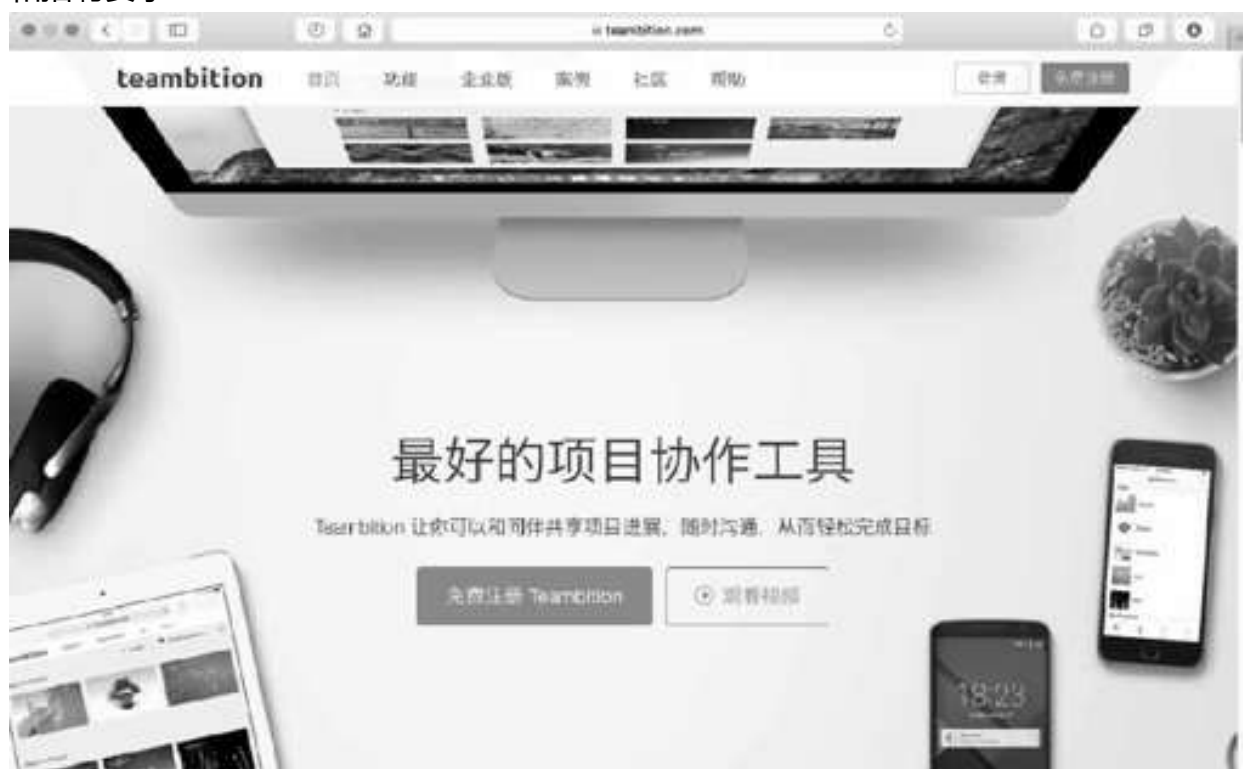 teambition.com
teambition 首页 功能 企业版 案例 社区 帮助 登录 免费注册
最好的项目协作工具
Teambition 让你可以和同伴共享项目进展，随时沟通，从而轻松完成目标
免费注册 Teambition 观看视频
18:23